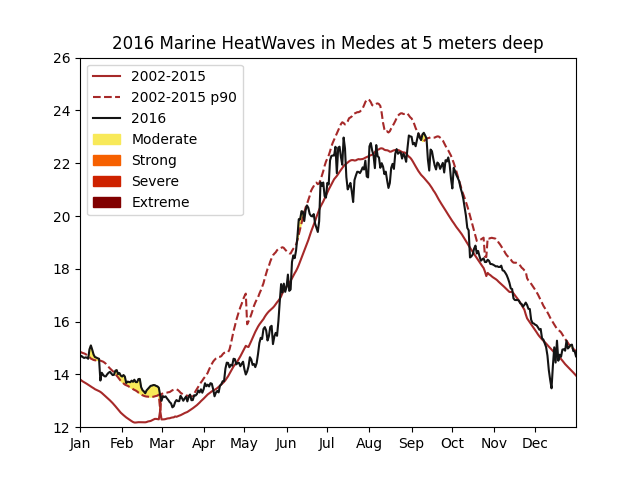 2016 Marine HeatWaves in Medes at 5 meters deep
26
24
22
20
18
16
14
12
2002-2015
2002-2015 p90
2016
Moderate
Strong
Severe
Extreme
Jan Feb Mar Apr May Jun Jul Aug Sep Oct Nov Dec